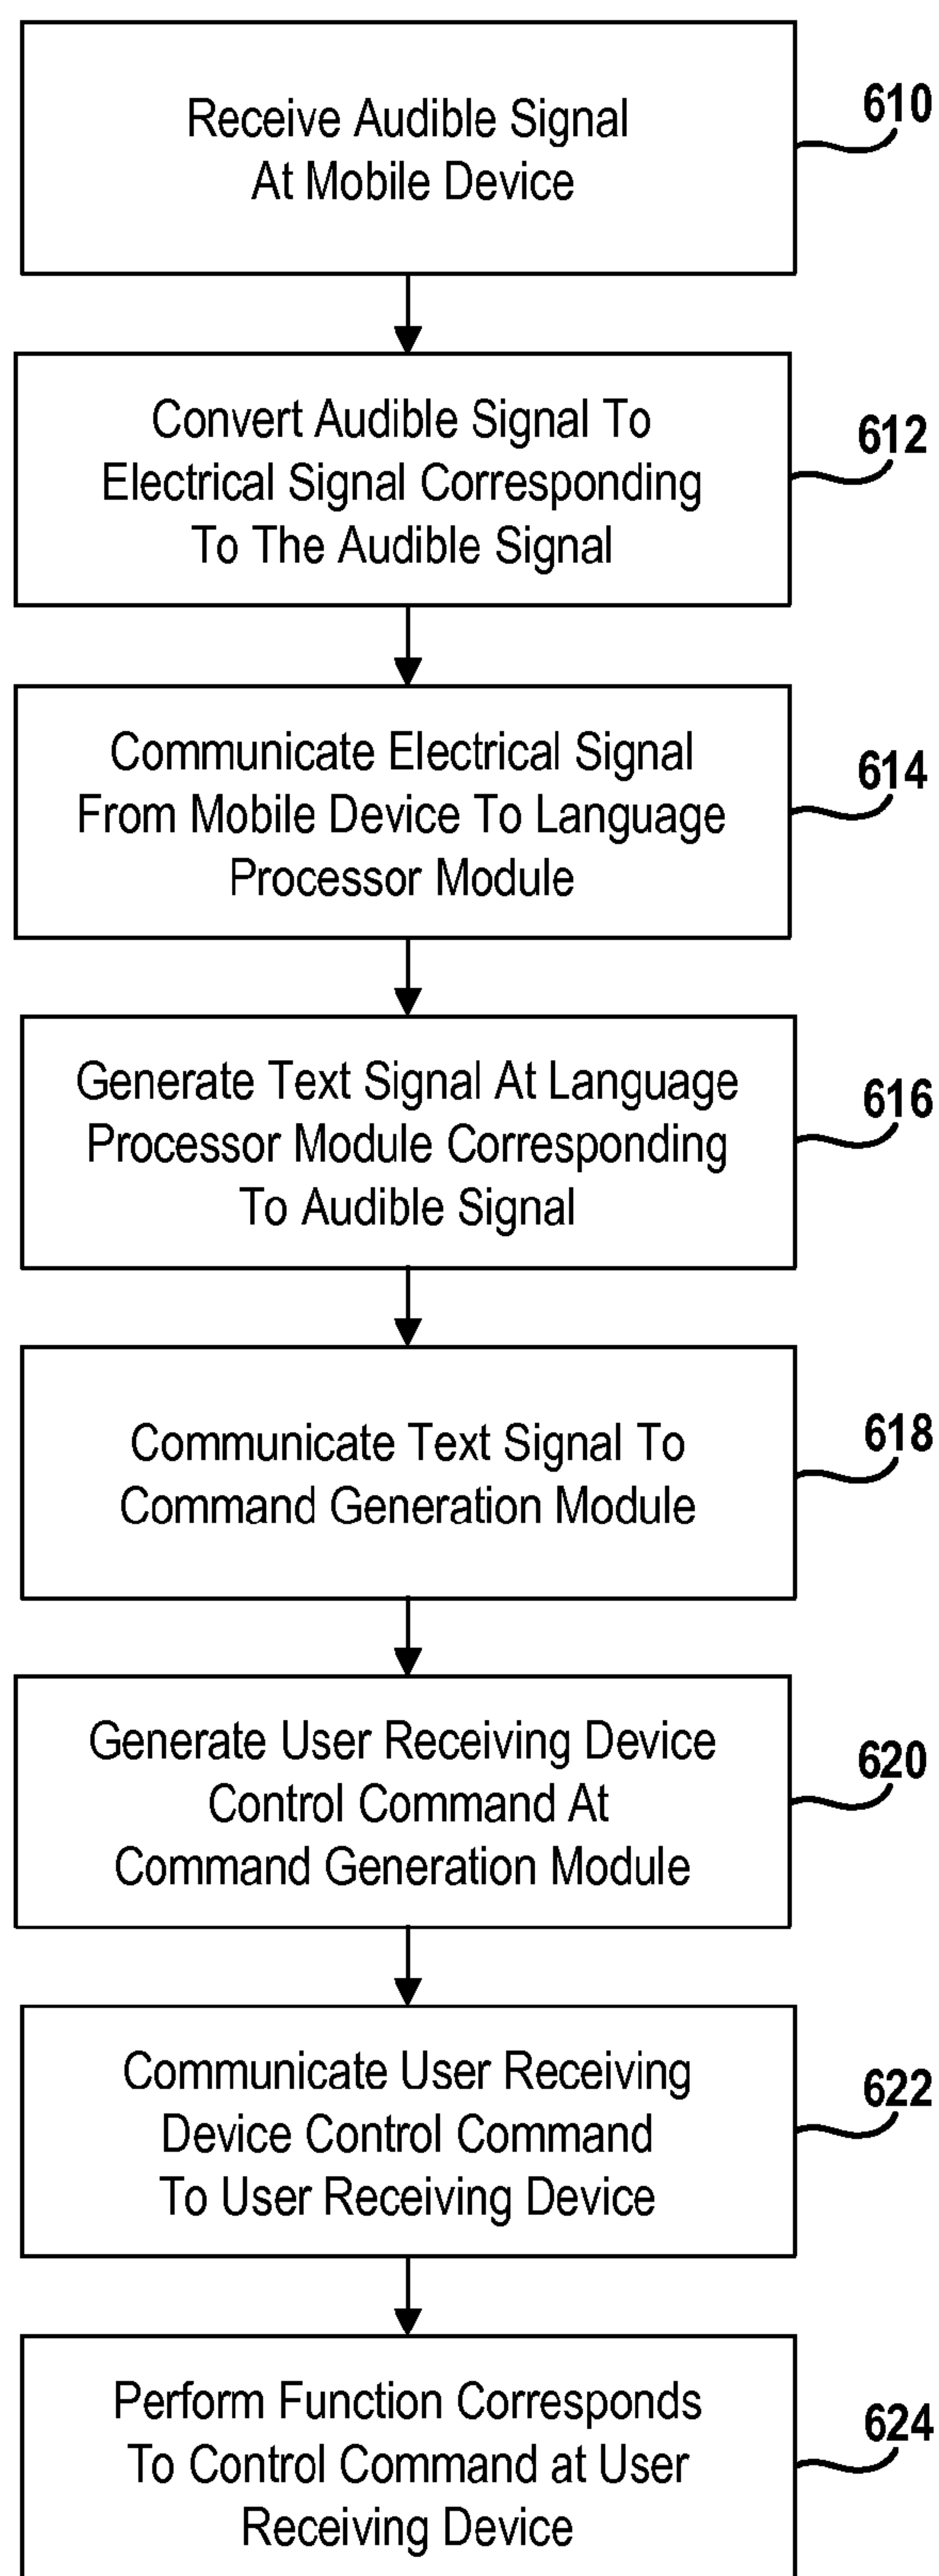 Receive Audible Signal
At Mobile Device
610
Convert Audible Signal To
Electrical Signal Corresponding
To The Audible Signal
612
Communicate Electrical Signal
From Mobile Device To Language
Processor Module
614
Generate Text Signal At Language
Processor Module Corresponding
To Audible Signal
616
Communicate Text Signal To
Command Generation Module
618
Generate User Receiving Device
Control Command At
Command Generation Module
620
Communicate User Receiving
Device Control Command
To User Receiving Device
622
Perform Function Corresponds
To Control Command at User
Receiving Device
624